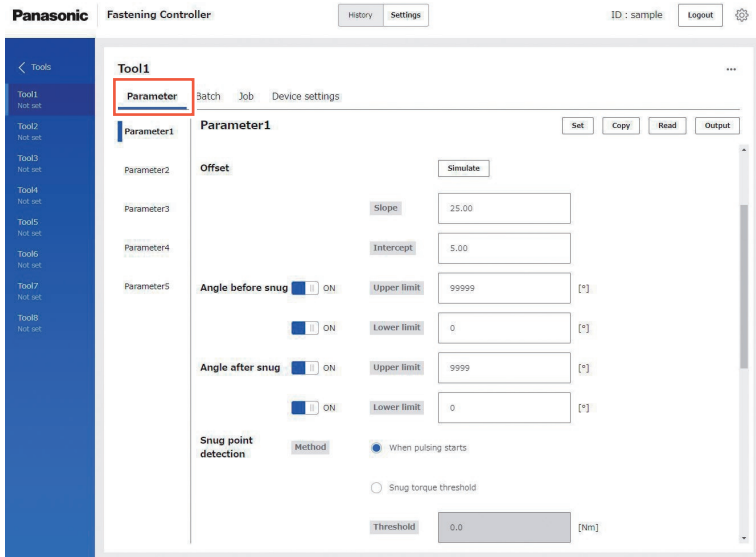 Panasonic Fastening Controller History Settings ID : sample Logout
Tools
Tool1
Not set
Tool2
Not set
Tool3
Not set
Tool4
Not set
Tool5
Not set
Tool6
Not set
Tool7
Not set
Tool8
Not set
Tool1 ...
Parameter Batch Job Device settings
Parameter1
Parameter2
Parameter3
Parameter4
Parameter5
Parameter1 Set Copy Read Output
Offset Simulate
Slope 25.00
Intercept 5.00
Angle before snug ON Upper limit 99999 [°]
ON Lower limit 0 [°]
Angle after snug ON Upper limit 9999 [°]
ON Lower limit 0 [°]
Snug point
detection Method When pulsing starts
Snug torque threshold
Threshold 0.0 [Nm]